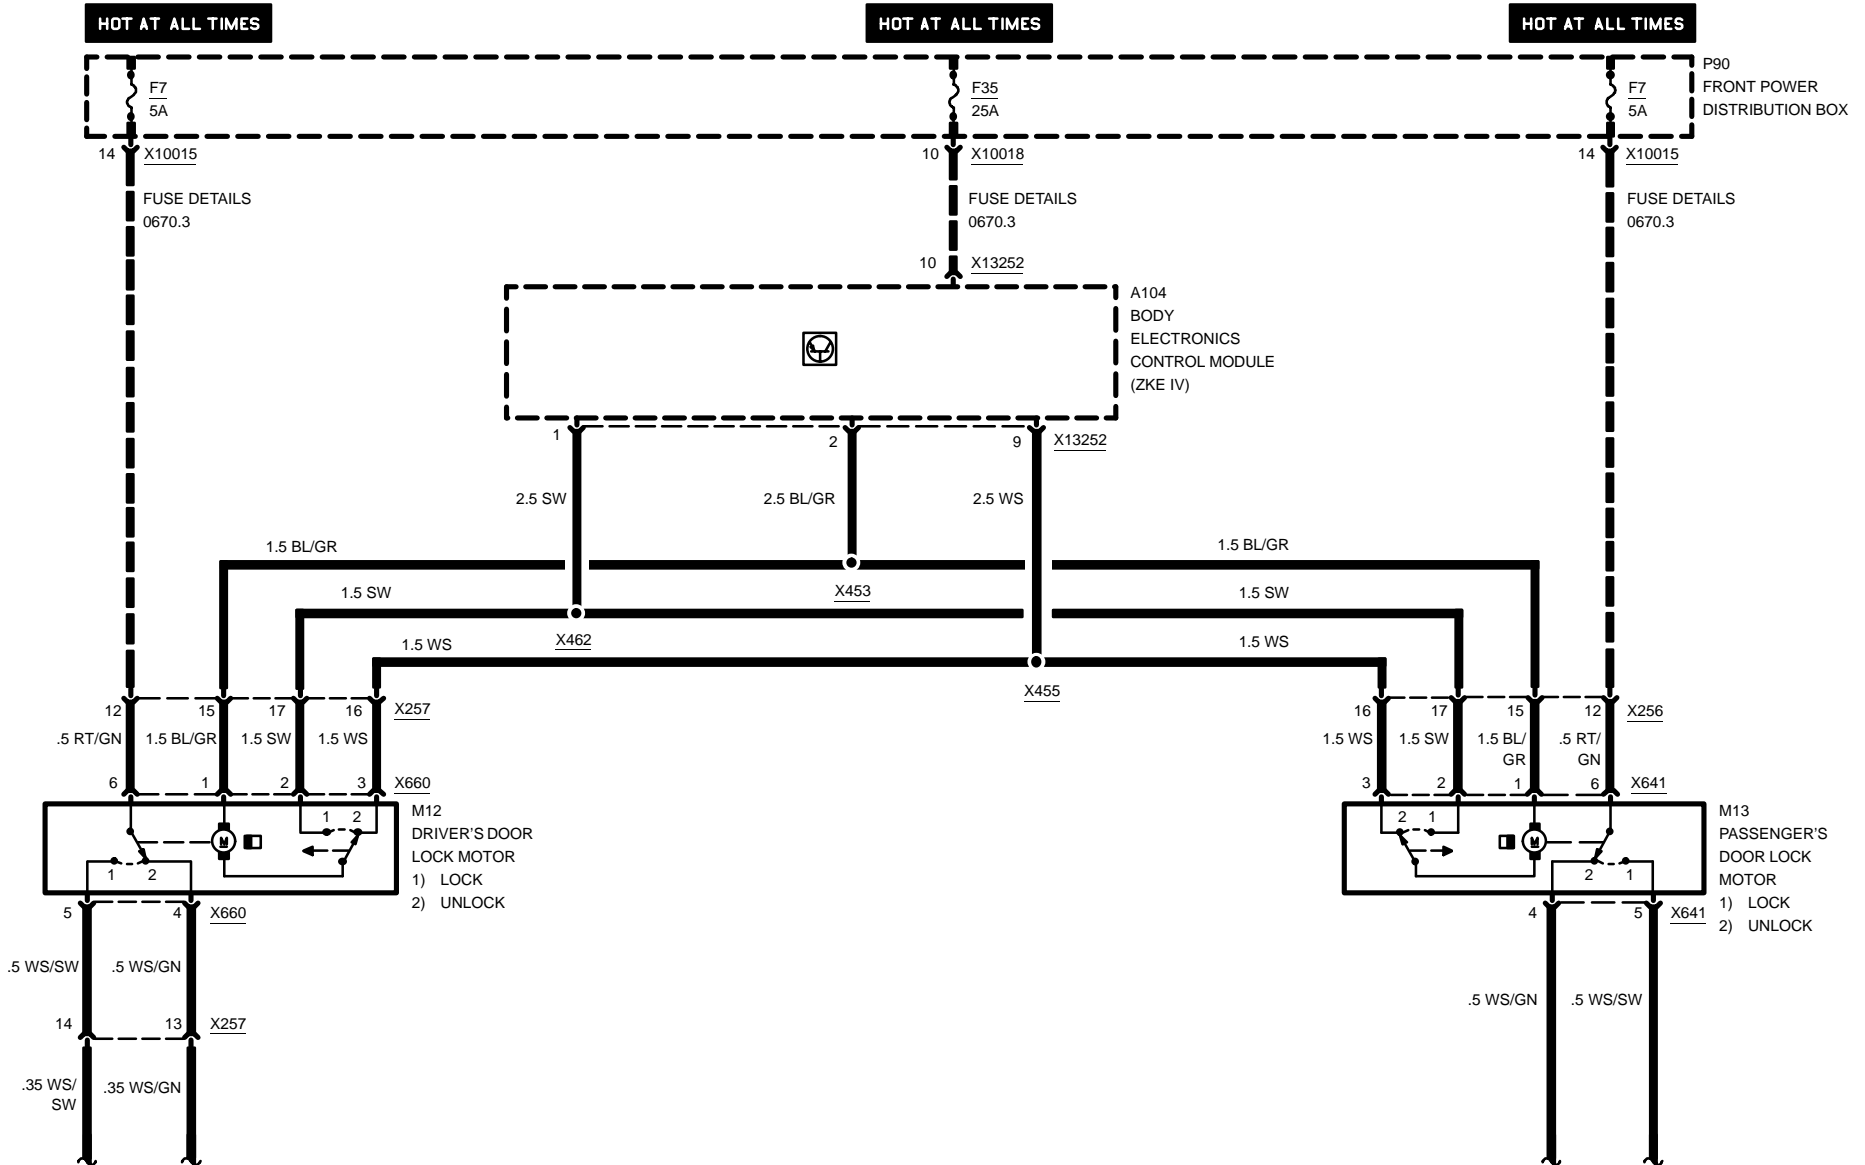 HOT AT ALL TIMES
HOT AT ALL TIMES
HOT AT ALL TIMES
F7
5A
F35
25A
F7
5A
P90
FRONT POWER
DISTRIBUTION BOX
14
X10015
10
X10018
14
X10015
FUSE DETAILS
0670.3
FUSE DETAILS
0670.3
FUSE DETAILS
0670.3
10
X13252
A104
BODY
ELECTRONICS
CONTROL MODULE
(ZKE IV)
1
2
9
X13252
2.5 SW
2.5 BL/GR
2.5 WS
1.5 BL/GR
1.5 BL/GR
X453
1.5 SW
1.5 SW
X462
1.5 WS
1.5 WS
X455
12
15
17
16
X257
16
17
15
12
X256
.5 RT/GN
1.5 BL/GR
1.5 SW
1.5 WS
1.5 WS
1.5 SW
1.5 BL/
GR
.5 RT/
GN
6
1
2
3
X660
3
2
1
6
X641
M12
DRIVER'S DOOR
LOCK MOTOR
1) LOCK
2) UNLOCK
1
2
M
1
2
2
1
M
2
1
M13
PASSENGER'S
DOOR LOCK
MOTOR
1) LOCK
2) UNLOCK
5
4
X660
4
5
X641
.5 WS/SW
.5 WS/GN
.5 WS/GN
.5 WS/SW
14
13
X257
.35 WS/
SW
.35 WS/GN